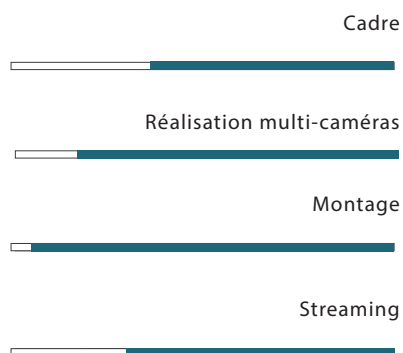 Cadre
Réalisation multi-caméras
Montage
Streaming